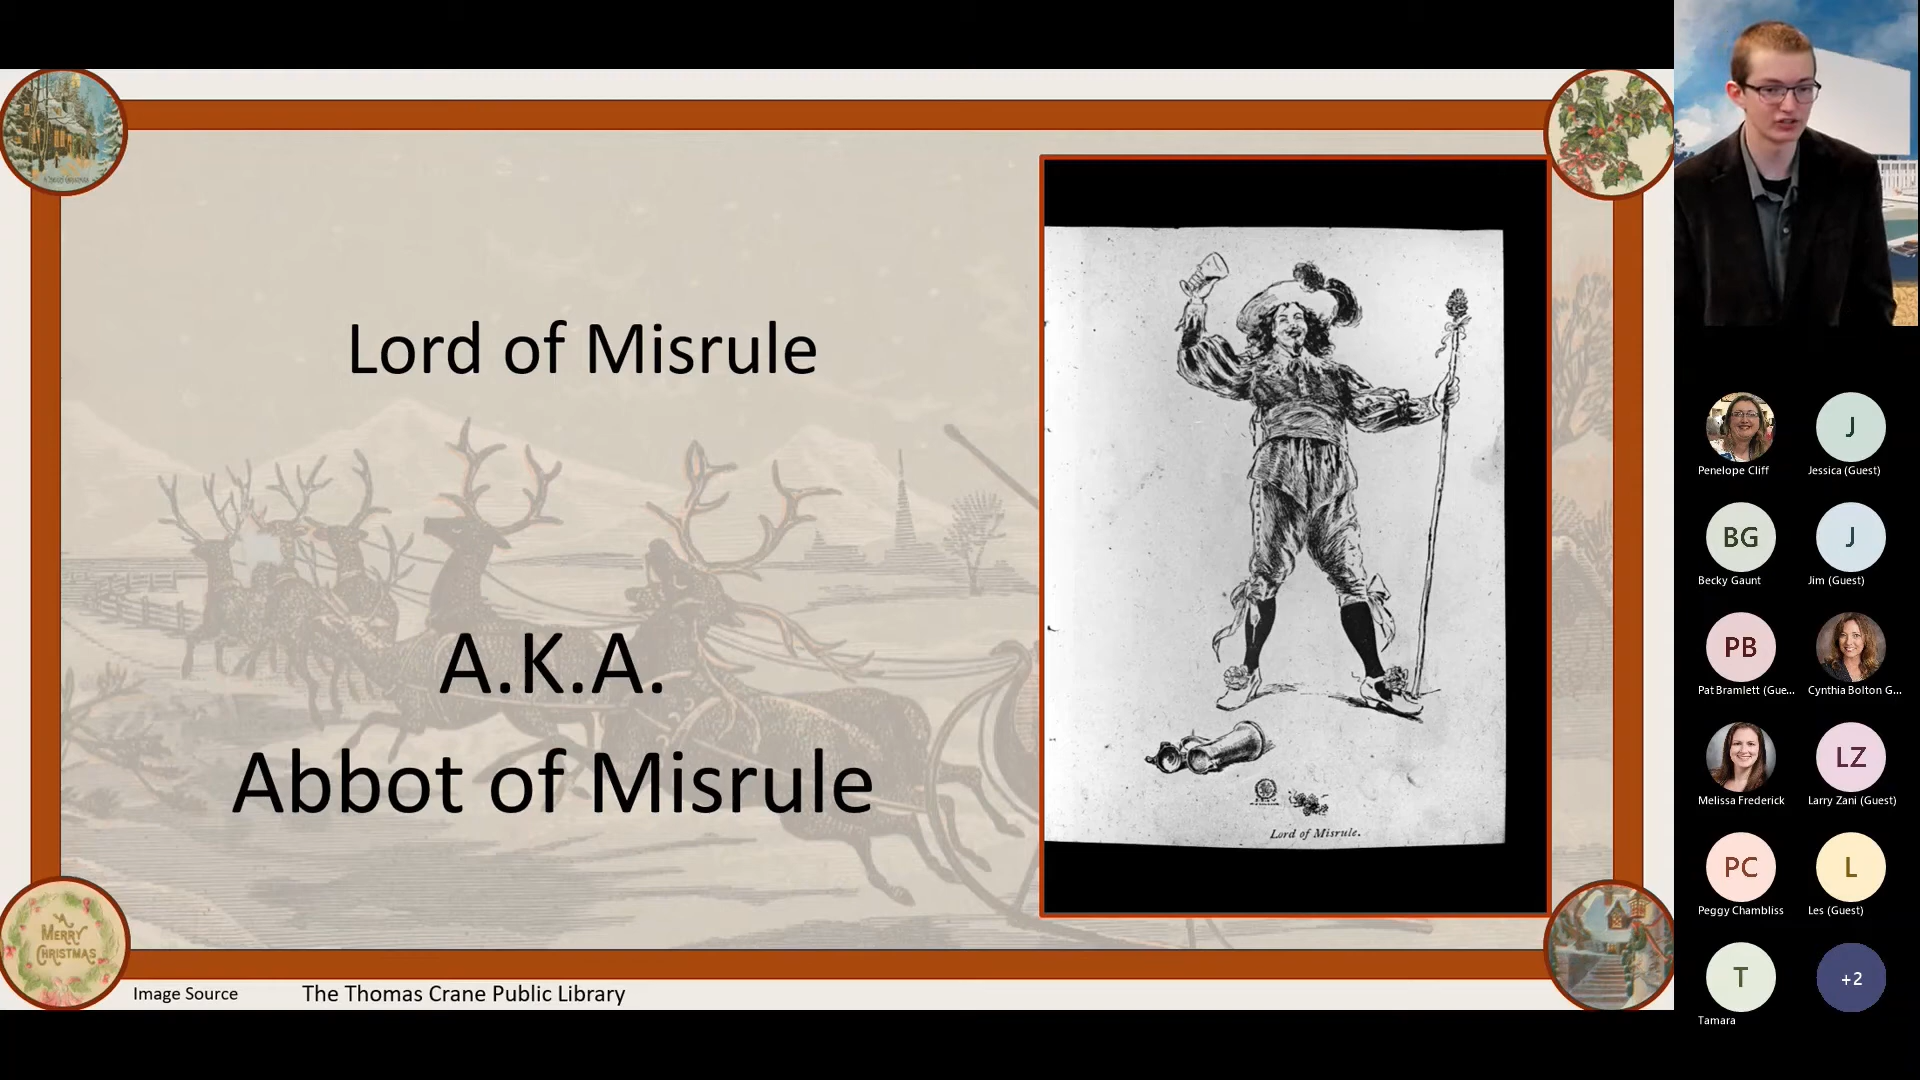 Lord of Misrule
A.K.A.
Abbot of Misrule
Lord of Misrule.
A
MERRY
CHRISTMAS
Image Source
The Thomas Crane Public Library
Penelope Cliff
J
Jessica (Guest)
BG
Becky Gaunt
J
Jim (Guest)
PB
Pat Bramlett (Gue...
Cynthia Bolton G...
Melissa Frederick
LZ
Larry Zani (Guest)
PC
Peggy Chambliss
L
Les (Guest)
T
Tamara
+2